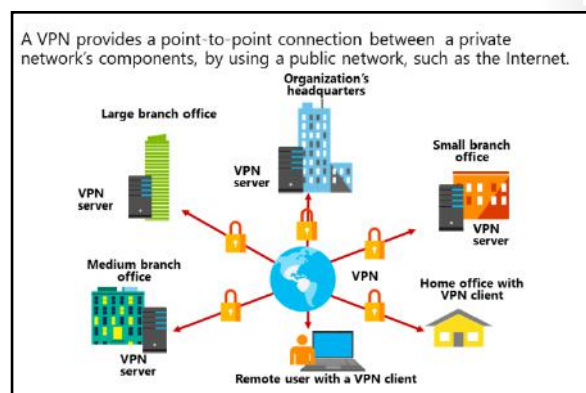 A VPN provides a point-to-point connection between a private
network's components, by using a public network, such as the Internet.
Organization's
headquarters
Large branch office
Small branch
office
VPN
server
VPN
server
VPN
server
Medium branch
office
VPN
Home office with
VPN client
VPN
server
Remote user with a VPN client